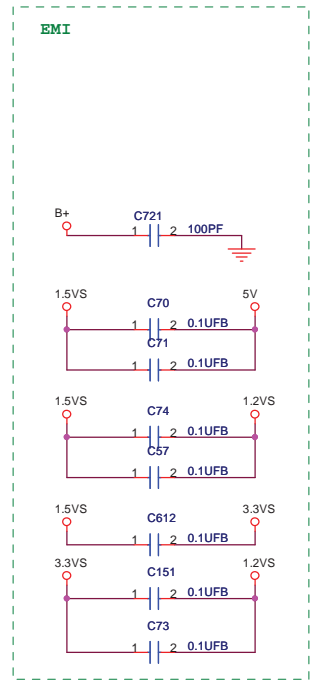 EMI
B+
C721
1 2 100PF
1.5VS 5V
C70
1 2 0.1UFB
C71
1 2 0.1UFB
1.5VS 1.2VS
C74
1 2 0.1UFB
C57
1 2 0.1UFB
1.5VS 3.3VS
C612
1 2 0.1UFB
3.3VS 1.2VS
C151
1 2 0.1UFB
C73
1 2 0.1UFB